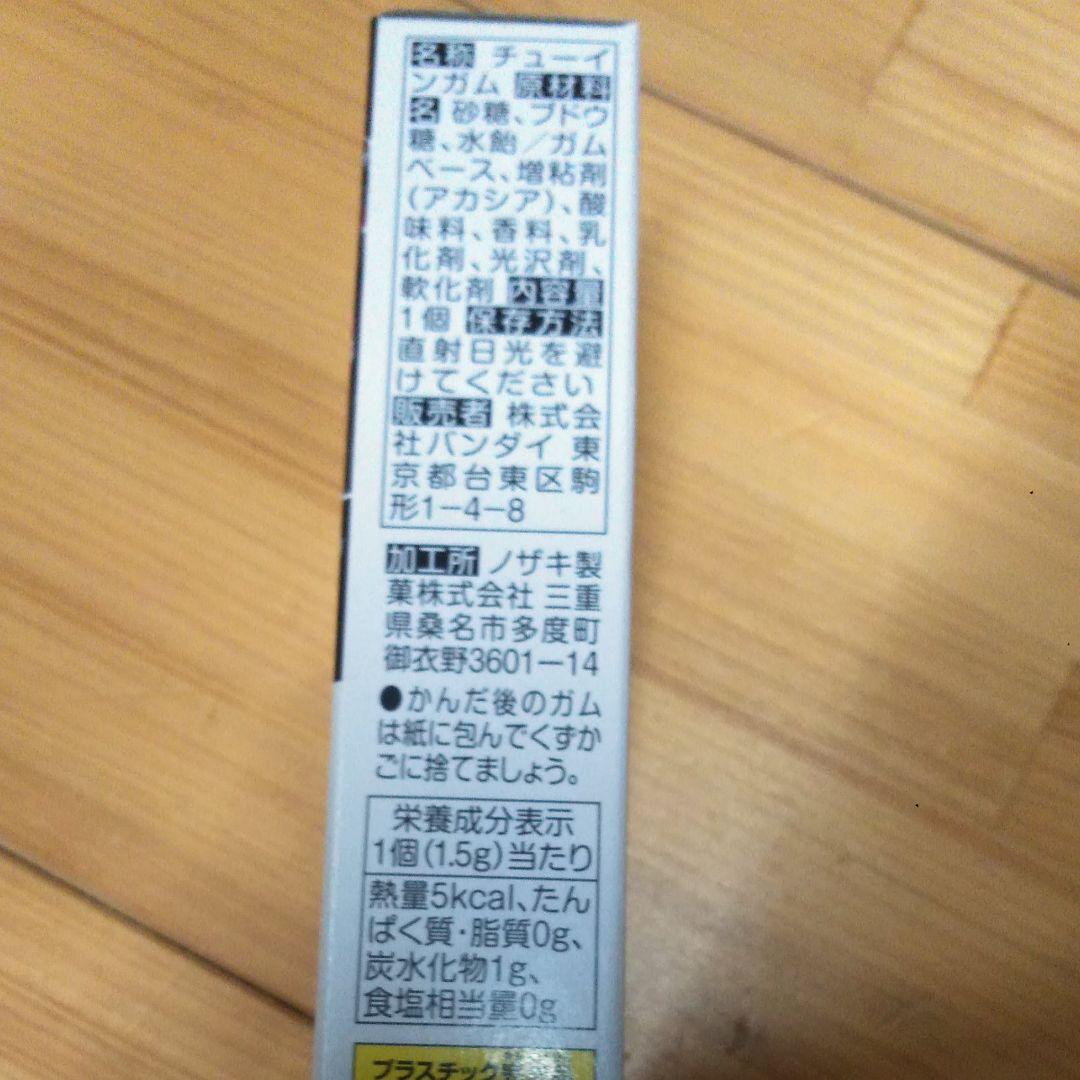 名称 チューイ
ンガム 原材料
名 砂糖、ブドウ
糖、水飴／ガム
ベース、増粘剤
(アカシア)、酸
味料、香料、乳
化剤、光沢剤、
軟化剤 内容量
1個 保存方法
直射日光を避
けてください
販売者 株式会
社バンダイ 東
京都台東区駒
形1－4－8
加工所 ノザキ製
菓株式会社 三重
県桑名市多度町
御衣野3601－14
●かんだ後のガム
は紙に包んでくずか
ごに捨てましょう。
栄養成分表示
1個(1.5g)当たり
熱量5kcal、たん
ぱく質・脂質0g、
炭水化物1g、
食塩相当量0g
プラスチック